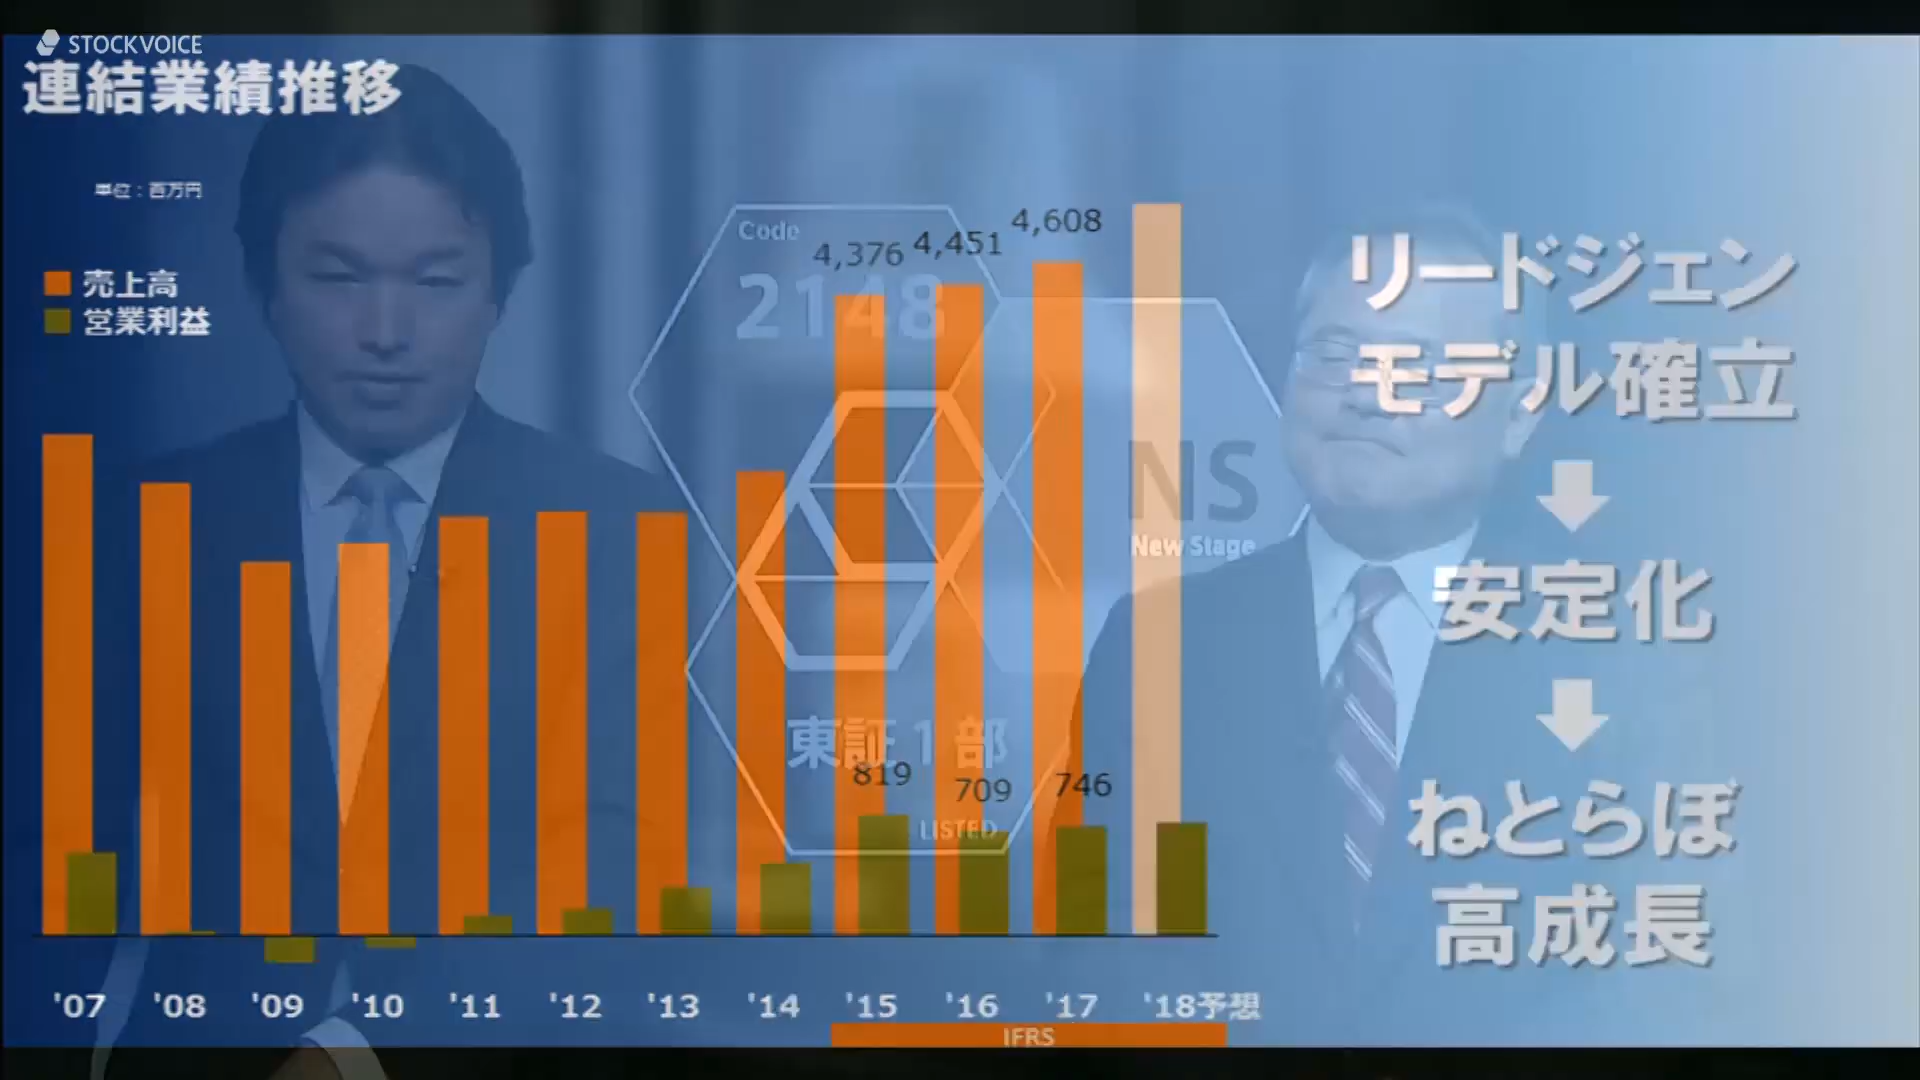 STOCKVOICE
連結業績推移
単位：百万円
売上高
営業利益
Code
2148
4,376
4,451
4,608
NS
New Stage
東証1部
LISTED
819
709
746
リードジェン
モデル確立
安定化
ねとらぼ
高成長
'07 '08 '09 '10 '11 '12 '13 '14 '15 '16 '17 '18予想
IFRS